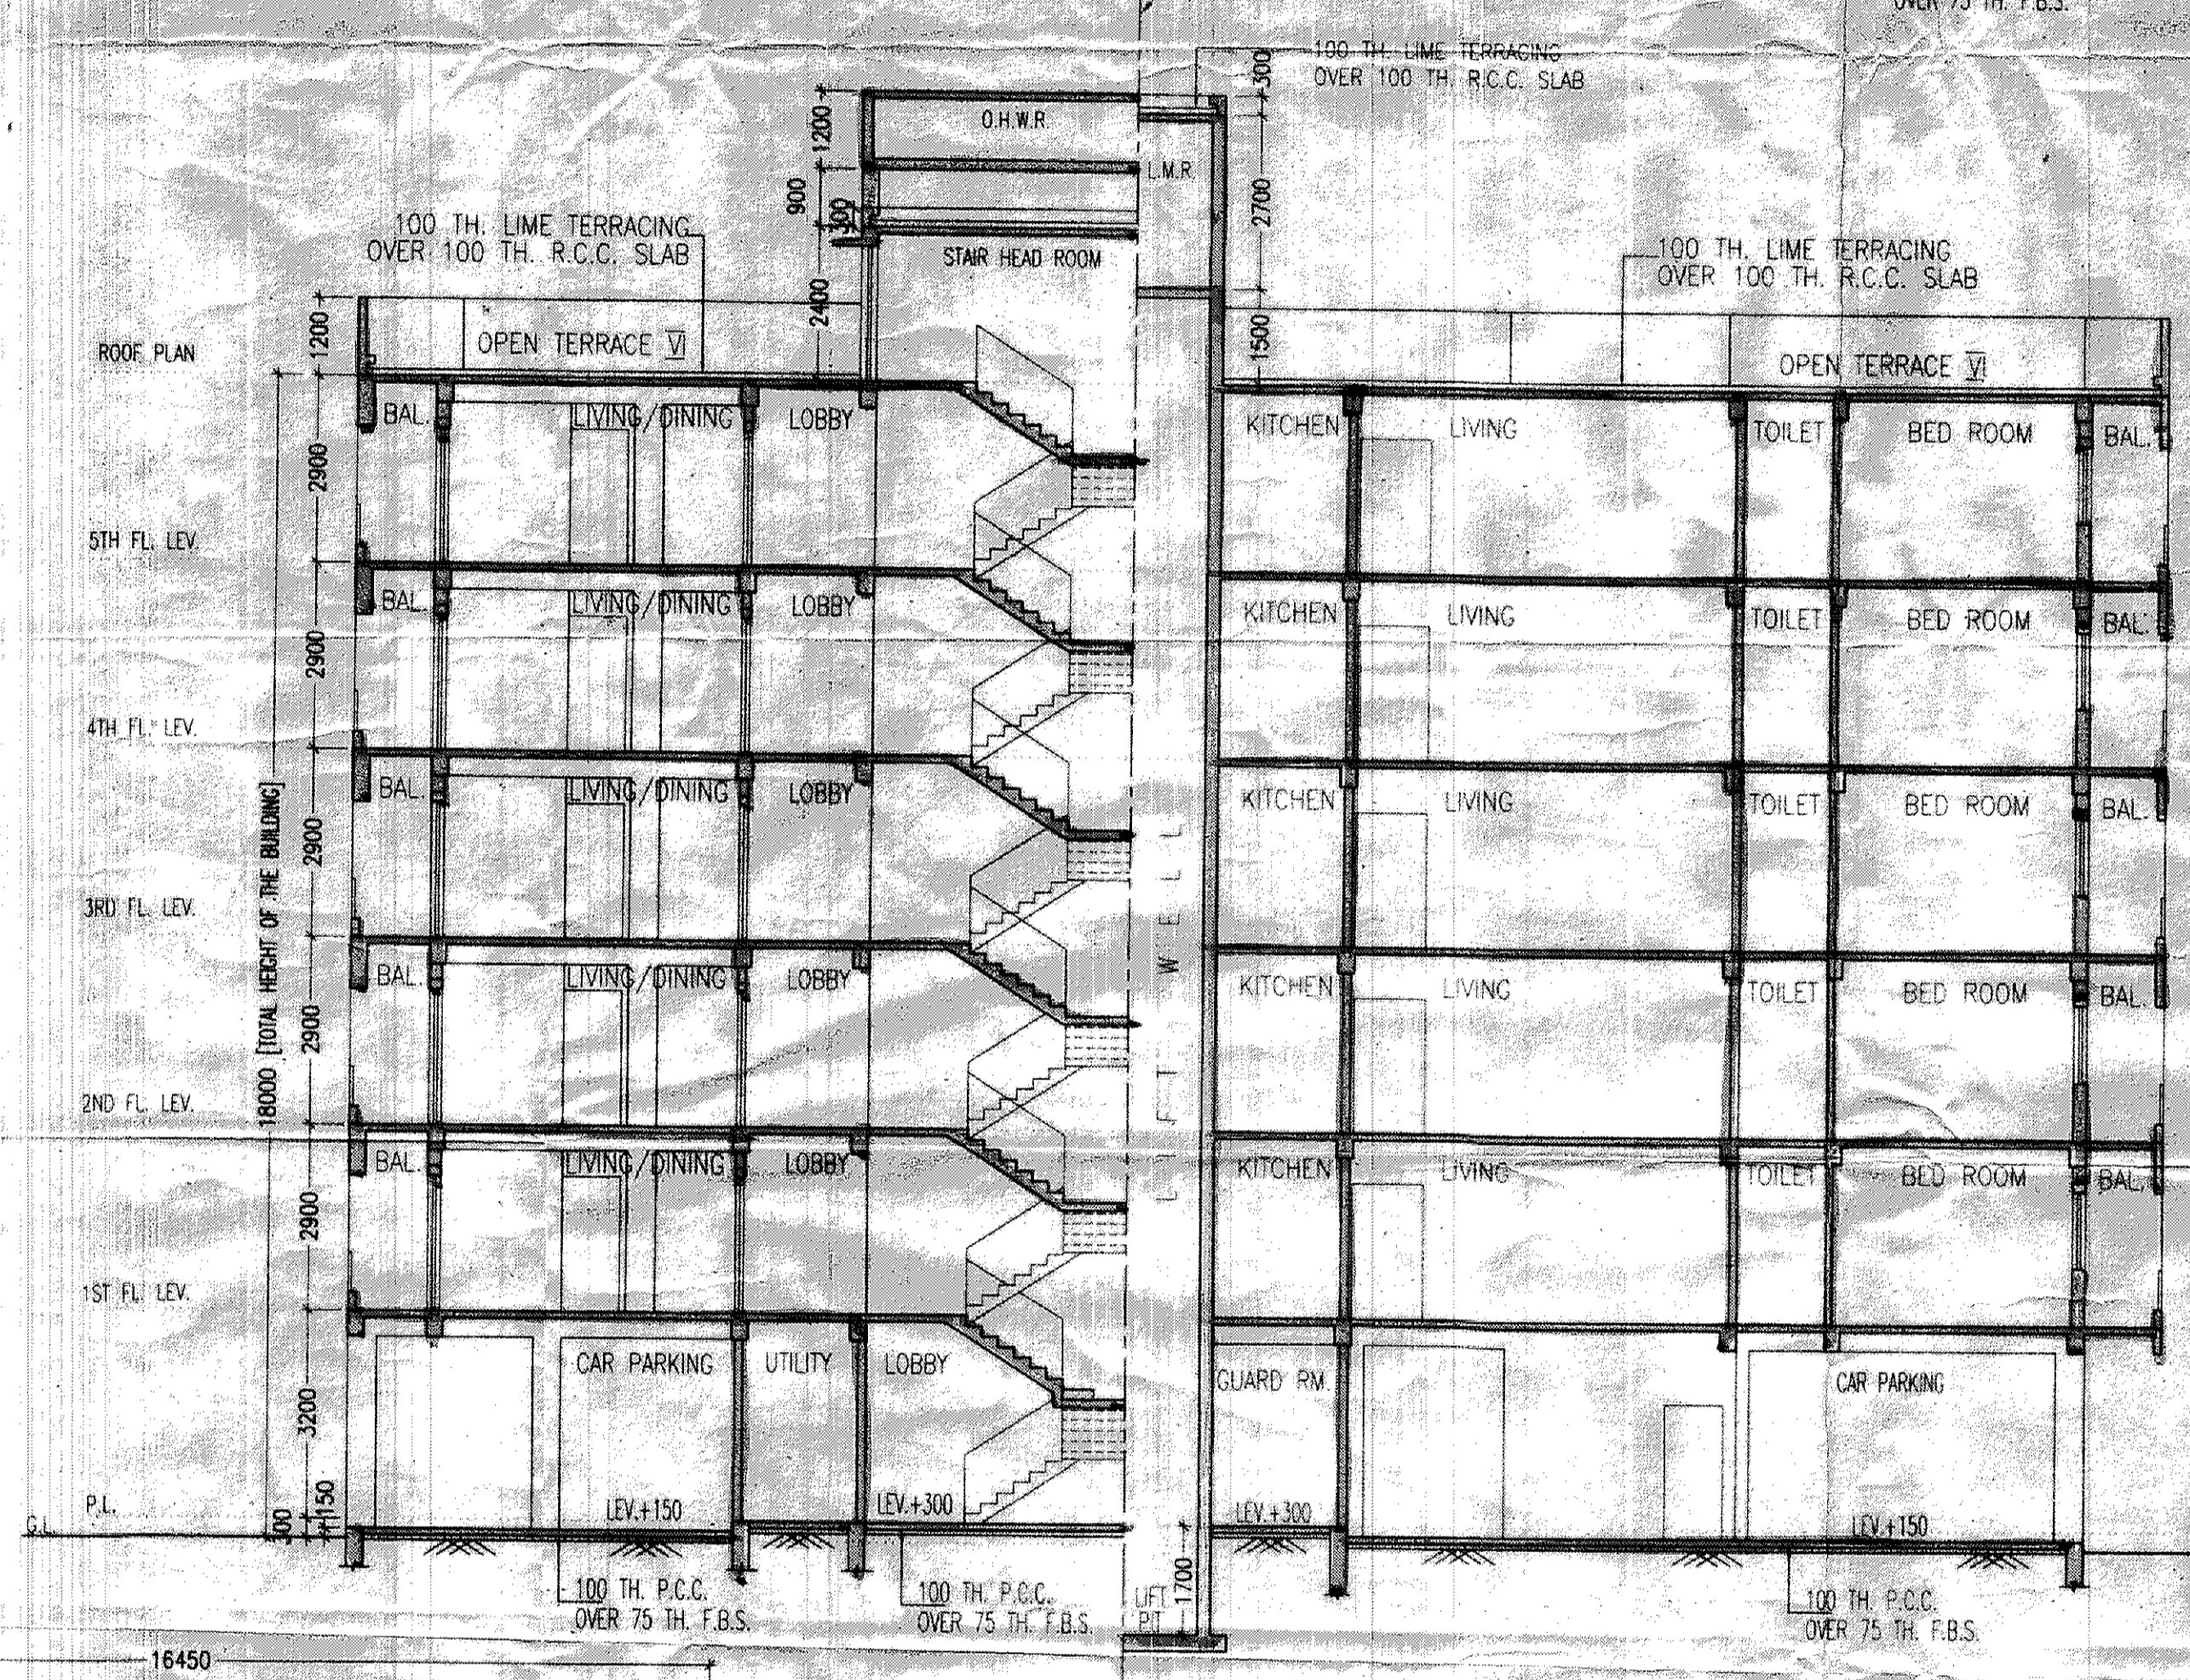 OVER 75 TH. F.B.S.
100 TH. LIME TERRACING
OVER 100 TH. R.C.C. SLAB
300
1200
O.H.W.R.
L.M.R.
900
300
2700
100 TH. LIME TERRACING
OVER 100 TH. R.C.C. SLAB
STAIR HEAD ROOM
100 TH. LIME TERRACING
OVER 100 TH. R.C.C. SLAB
2400
1200
1500
ROOF PLAN
OPEN TERRACE VI
OPEN TERRACE VI
BAL.
LIVING/DINING
LOBBY
KITCHEN
LIVING
TOILET
BED ROOM
BAL.
2900
5TH FL. LEV.
BAL.
LIVING/DINING
LOBBY
KITCHEN
LIVING
TOILET
BED ROOM
BAL.
2900
4TH FL. LEV.
BAL.
LIVING/DINING
LOBBY
KITCHEN
LIVING
TOILET
BED ROOM
BAL.
2900
18000 [TOTAL HEIGHT OF THE BUILDING]
LIFT WELL
3RD FL. LEV.
BAL.
LIVING/DINING
LOBBY
KITCHEN
LIVING
TOILET
BED ROOM
BAL.
2900
2ND FL. LEV.
BAL.
LIVING/DINING
LOBBY
KITCHEN
LIVING
TOILET
BED ROOM
BAL.
2900
1ST FL. LEV.
CAR PARKING
UTILITY
LOBBY
GUARD RM.
CAR PARKING
3200
P.L.
G.L.
300
150
LEV.+150
LEV.+300
LEV.+300
LEV.+150
100 TH. P.C.C.
OVER 75 TH. F.B.S.
100 TH. P.C.C.
OVER 75 TH. F.B.S.
LIFT
PIT
1700
100 TH. P.C.C.
OVER 75 TH. F.B.S.
16450